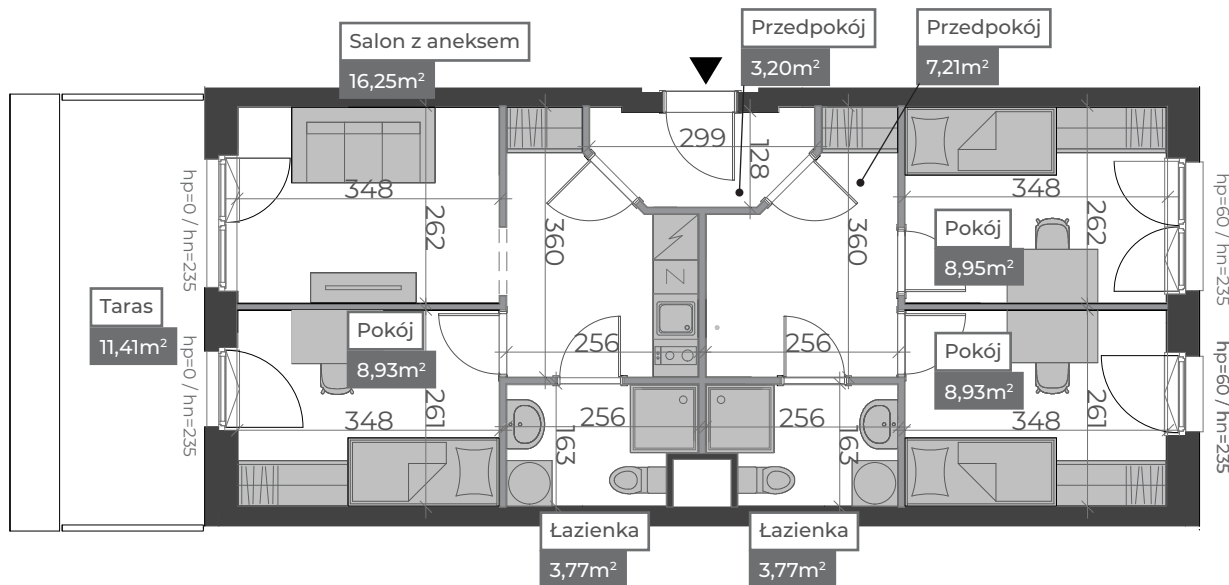 Salon z aneksem
16,25m²
Przedpokój
3,20m²
Przedpokój
7,21m²
299
128
348
262
360
360
348
262
hp=0 / hn=235
hp=60 / hn=235
Pokój
8,95m²
Z
Taras
11,41m²
Pokój
8,93m²
256
256
Pokój
8,93m²
hp=0 / hn=235
hp=60 / hn=235
348
261
256
163
256
163
348
261
Łazienka
3,77m²
Łazienka
3,77m²